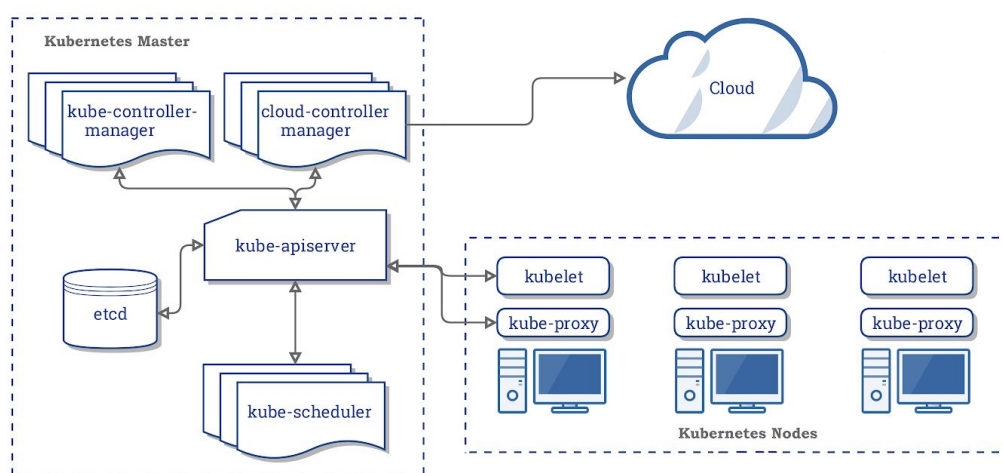 Kubernetes Master
kube-controller-
manager
cloud-controller
manager
Cloud
kube-apiserver
etcd
kube-scheduler
kubelet
kubelet
kubelet
kube-proxy
kube-proxy
kube-proxy
Kubernetes Nodes